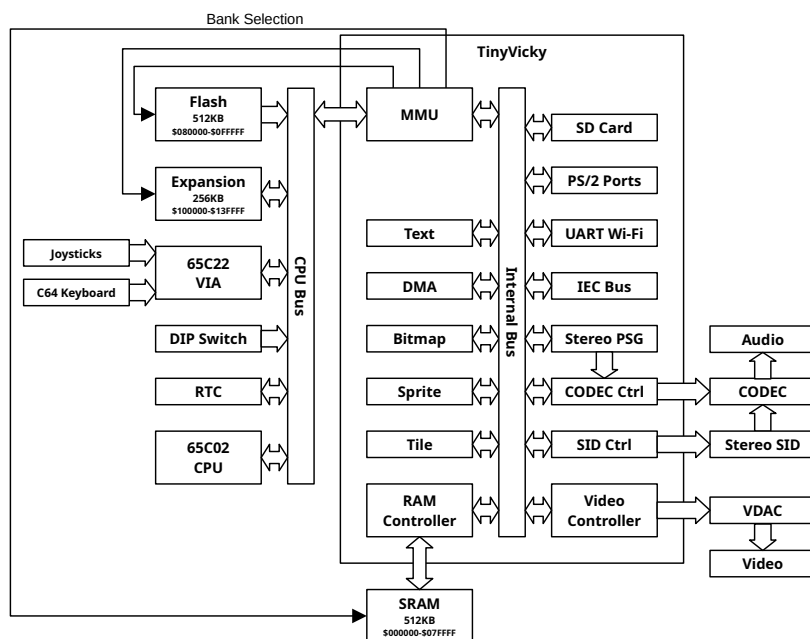 Bank Selection
TinyVicky
Flash
512KB
$080000-$0FFFFF
MMU
SD Card
Expansion
256KB
$100000-$13FFFF
PS/2 Ports
Joysticks
C64 Keyboard
65C22
VIA
CPU Bus
Text
Internal Bus
UART Wi-Fi
DMA
IEC Bus
DIP Switch
Bitmap
Stereo PSG
Audio
RTC
Sprite
CODEC Ctrl
CODEC
65C02
CPU
Tile
SID Ctrl
Stereo SID
RAM
Controller
Video
Controller
VDAC
Video
SRAM
512KB
$000000-$07FFFF